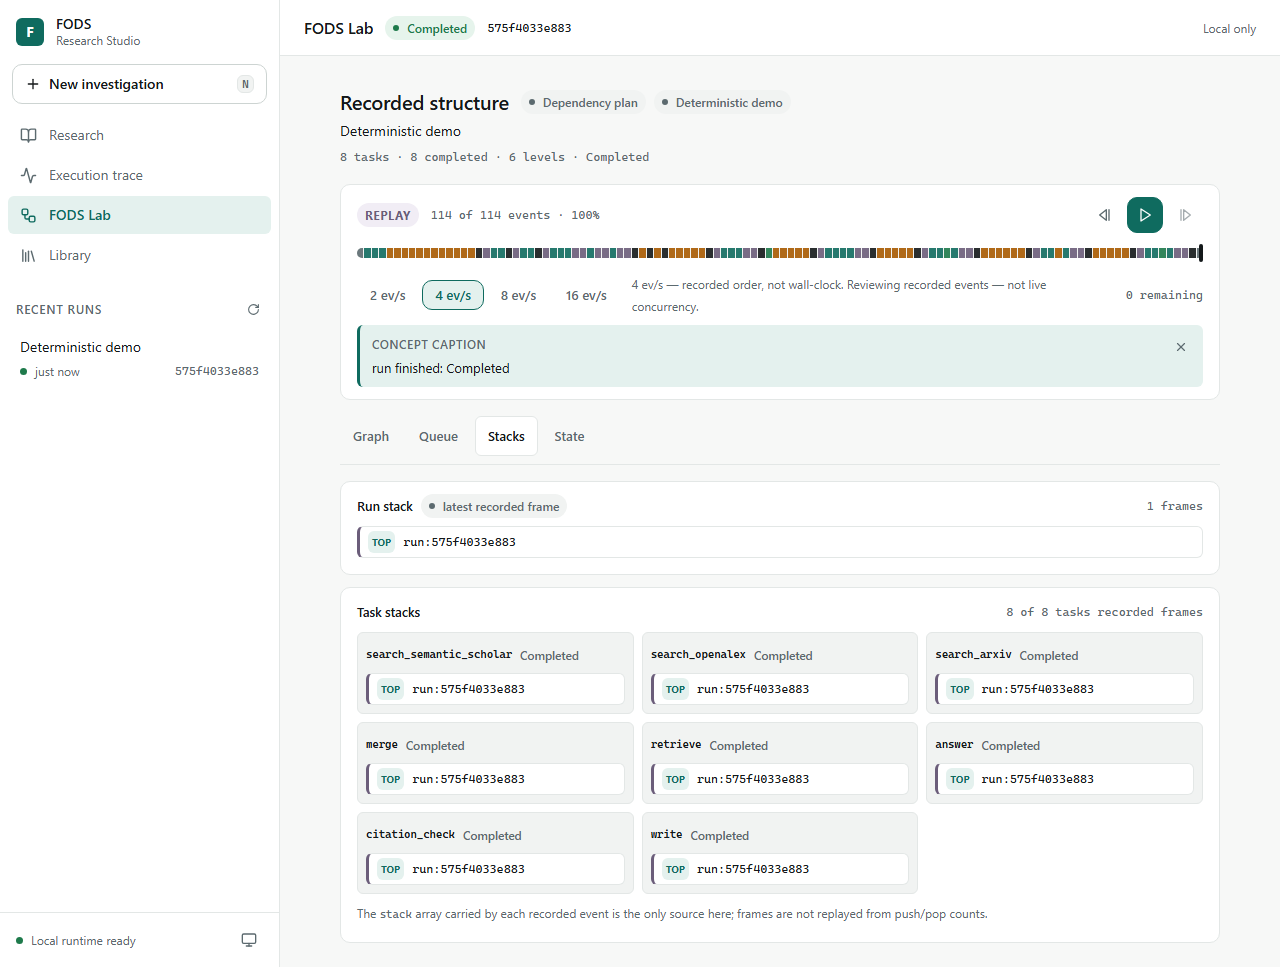 F
FODS
Research Studio
New investigation
N
Research
Execution trace
FODS Lab
Library
RECENT RUNS
Deterministic demo
just now
575f4033e883
Local runtime ready
FODS Lab
Completed
575f4033e883
Local only
Recorded structure
Dependency plan
Deterministic demo
Deterministic demo
8 tasks · 8 completed · 6 levels · Completed
REPLAY
114 of 114 events · 100%
2 ev/s
4 ev/s
8 ev/s
16 ev/s
4 ev/s — recorded order, not wall-clock. Reviewing recorded events — not live
concurrency.
0 remaining
CONCEPT CAPTION
run finished: Completed
Graph
Queue
Stacks
State
Run stack
latest recorded frame
1 frames
TOP run:575f4033e883
Task stacks
8 of 8 tasks recorded frames
search_semantic_scholar Completed
TOP run:575f4033e883
search_openalex Completed
TOP run:575f4033e883
search_arxiv Completed
TOP run:575f4033e883
merge Completed
TOP run:575f4033e883
retrieve Completed
TOP run:575f4033e883
answer Completed
TOP run:575f4033e883
citation_check Completed
TOP run:575f4033e883
write Completed
TOP run:575f4033e883
The stack array carried by each recorded event is the only source here; frames are not replayed from push/pop counts.